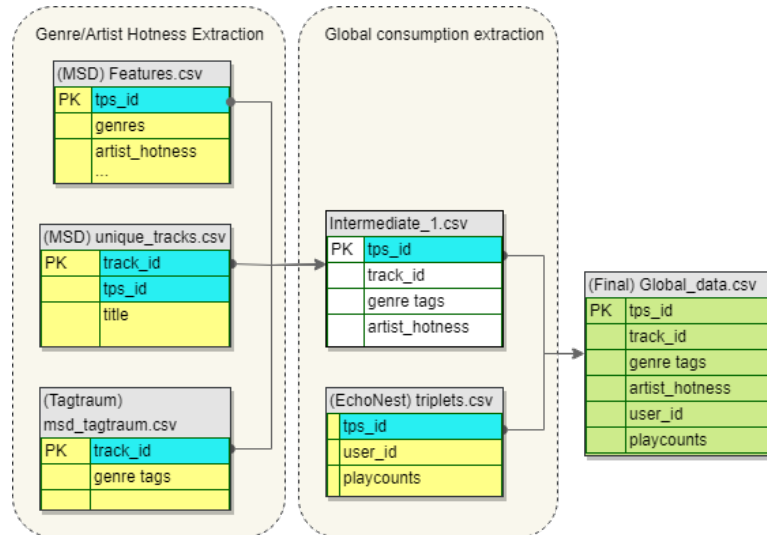 Genre/Artist Hotness Extraction
(MSD) Features.csv
PK tps_id
genres
artist_hotness
...
(MSD) unique_tracks.csv
PK track_id
tps_id
title
(Tagtraum)
msd_tagtraum.csv
PK track_id
genre tags
Global consumption extraction
Intermediate_1.csv
PK tps_id
track_id
genre tags
artist_hotness
(EchoNest) triplets.csv
tps_id
user_id
playcounts
(Final) Global_data.csv
PK tps_id
track_id
genre tags
artist_hotness
user_id
playcounts